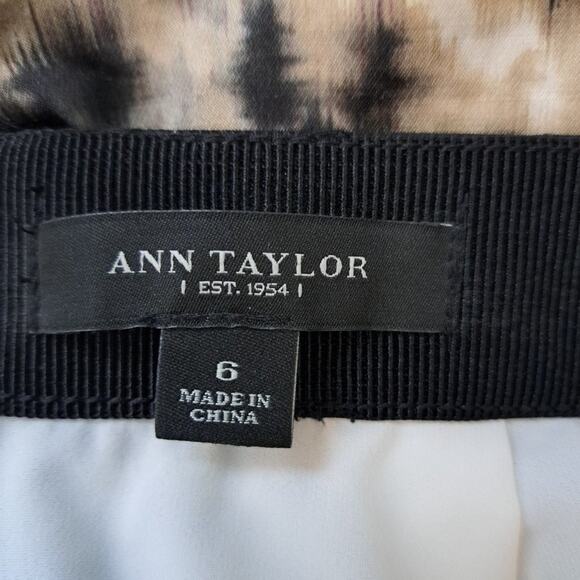 ANN TAYLOR
| EST. 1954 |
6
MADE IN
CHINA